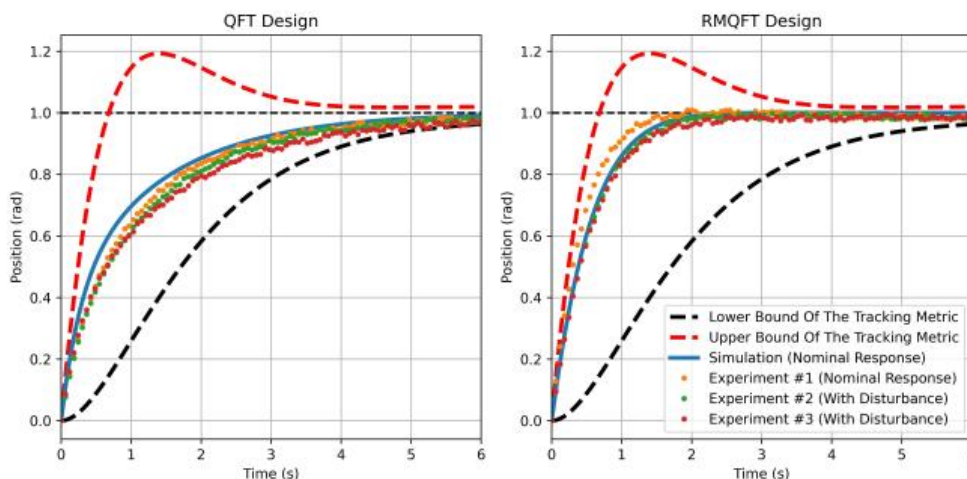 QFT Design
RMQFT Design
Position (rad)
1.2
1.0
0.8
0.6
0.4
0.2
0.0
0 1 2 3 4 5 6
Time (s)
Position (rad)
1.2
1.0
0.8
0.6
0.4
0.2
0.0
0 1 2 3 4 5 6
Time (s)
Lower Bound Of The Tracking Metric
Upper Bound Of The Tracking Metric
Simulation (Nominal Response)
Experiment #1 (Nominal Response)
Experiment #2 (With Disturbance)
Experiment #3 (With Disturbance)